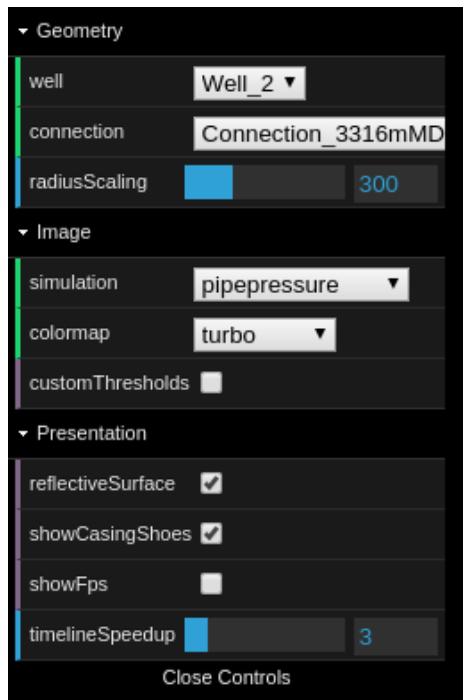 Geometry
well Well_2
connection Connection_3316mMD
radiusScaling 300
Image
simulation pipepressure
colormap turbo
customThresholds
Presentation
reflectiveSurface
showCasingShoes
showFps
timelineSpeedup 3
Close Controls